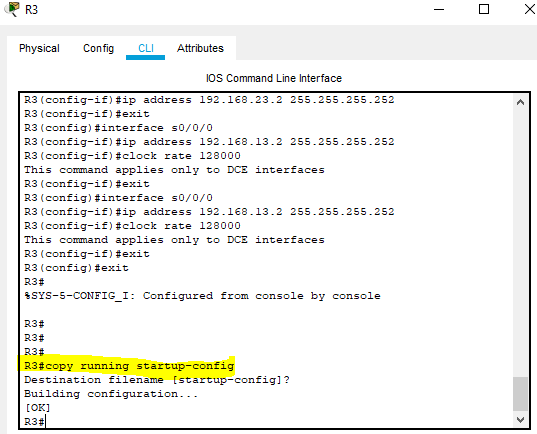 R3
Physical Config CLI Attributes
IOS Command Line Interface
R3(config-if)#ip address 192.168.23.2 255.255.255.252
R3(config-if)#exit
R3(config)#interface s0/0/0
R3(config-if)#ip address 192.168.13.2 255.255.255.252
R3(config-if)#clock rate 128000
This command applies only to DCE interfaces
R3(config-if)#exit
R3(config)#interface s0/0/0
R3(config-if)#ip address 192.168.13.2 255.255.255.252
R3(config-if)#clock rate 128000
This command applies only to DCE interfaces
R3(config-if)#exit
R3(config)#exit
R3#
%SYS-5-CONFIG_I: Configured from console by console
R3#
R3#
R3#
R3#copy running startup-config
Destination filename [startup-config]?
Building configuration...
[OK]
R3#